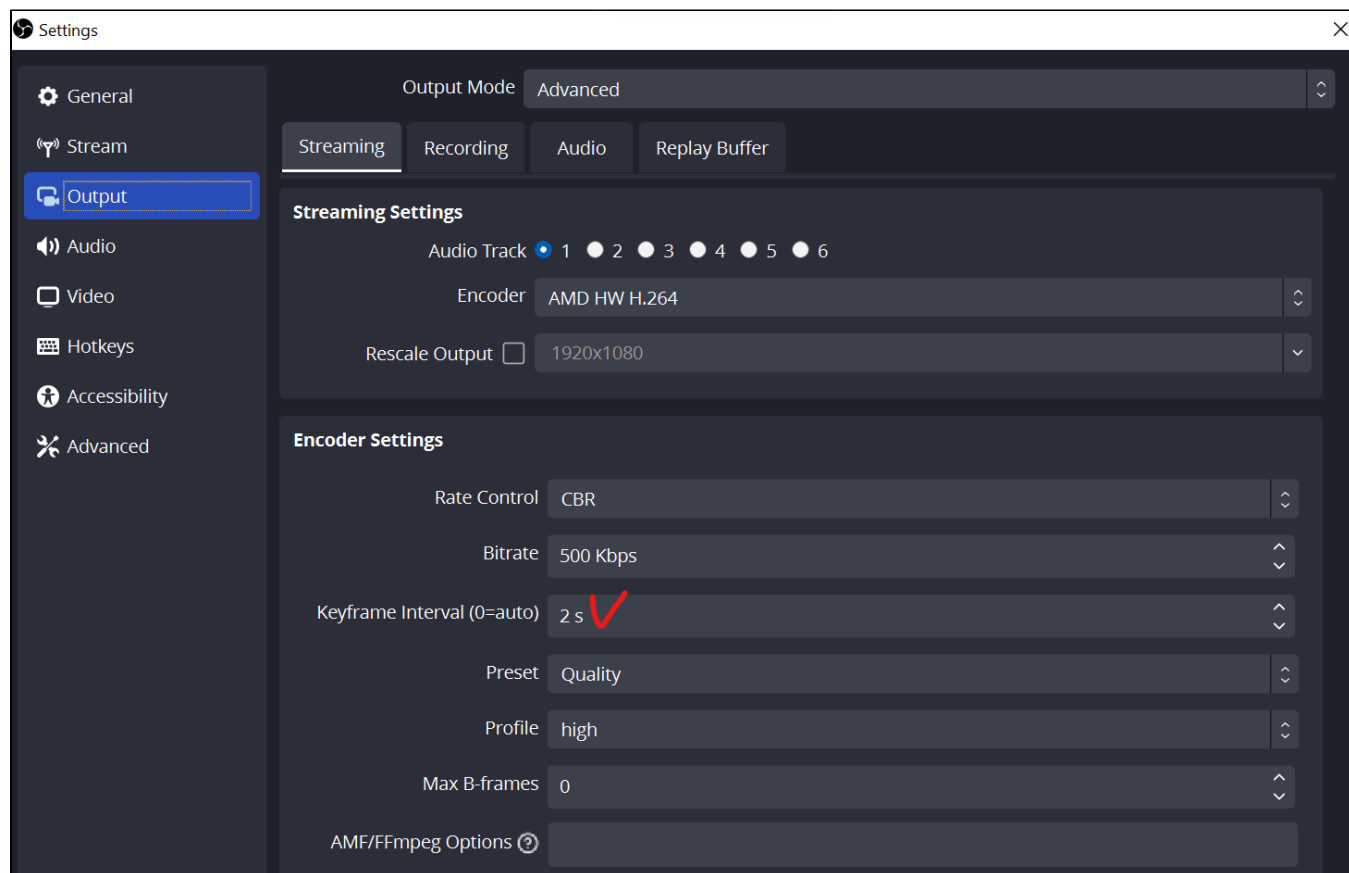 Settings
General
Stream
Output
Audio
Video
Hotkeys
Accessibility
Advanced
Output Mode Advanced
Streaming Recording Audio Replay Buffer
Streaming Settings
Audio Track 1 2 3 4 5 6
Encoder AMD HW H.264
Rescale Output 1920x1080
Encoder Settings
Rate Control CBR
Bitrate 500 Kbps
Keyframe Interval (0=auto) 2 s
Preset Quality
Profile high
Max B-frames 0
AMF/FFmpeg Options ?